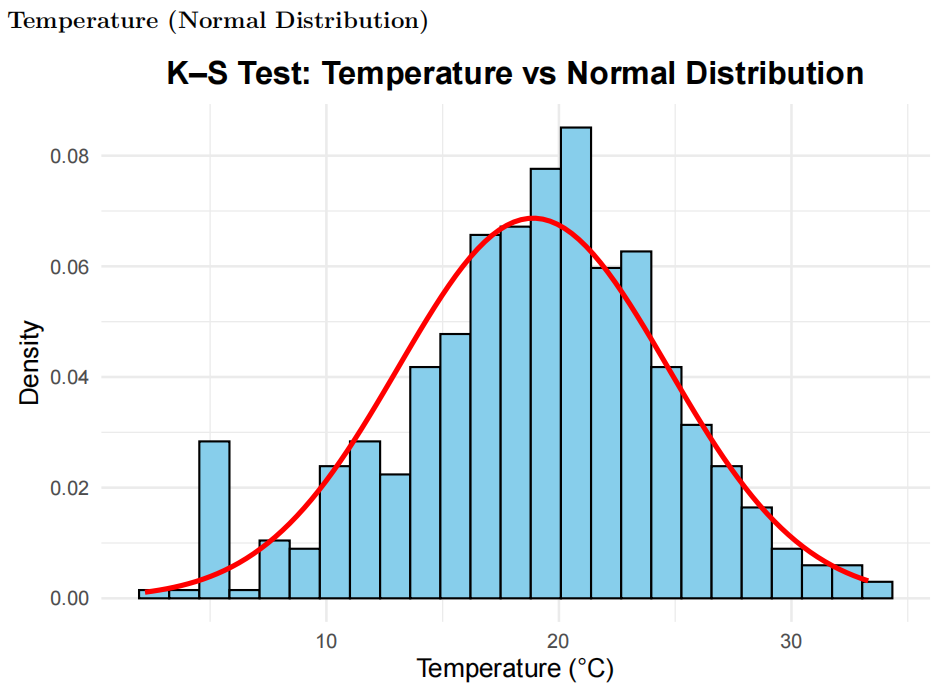 Temperature (Normal Distribution)
K–S Test: Temperature vs Normal Distribution
0.08
0.06
0.04
0.02
0.00
Density
10 20 30
Temperature (°C)